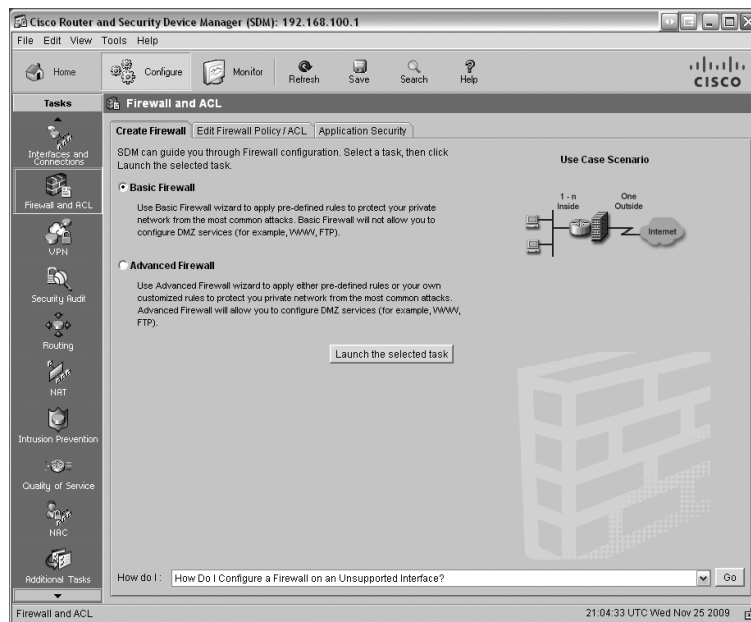 Cisco Router and Security Device Manager (SDM): 192.168.100.1
File Edit View Tools Help
Home
Configure
Monitor
Refresh
Save
Search
Help
CISCO
Tasks
Firewall and ACL
Interfaces and
Connections
Firewall and ACL
VPN
Security Audit
Routing
NAT
Intrusion Prevention
Quality of Service
NAC
Additional Tasks
Create Firewall
Edit Firewall Policy / ACL
Application Security
SDM can guide you through Firewall configuration. Select a task, then click
Launch the selected task.
Basic Firewall
Use Basic Firewall wizard to apply pre-defined rules to protect your private
network from the most common attacks. Basic Firewall will not allow you to
configure DMZ services (for example, WWW, FTP).
Advanced Firewall
Use Advanced Firewall wizard to apply either pre-defined rules or your own
customized rules to protect you private network from the most common attacks.
Advanced Firewall will allow you to configure DMZ services (for example, WWW,
FTP).
Launch the selected task
Use Case Scenario
1 - n
Inside
One
Outside
Internet
How do I :
How Do I Configure a Firewall on an Unsupported Interface?
Go
Firewall and ACL
21:04:33 UTC Wed Nov 25 2009